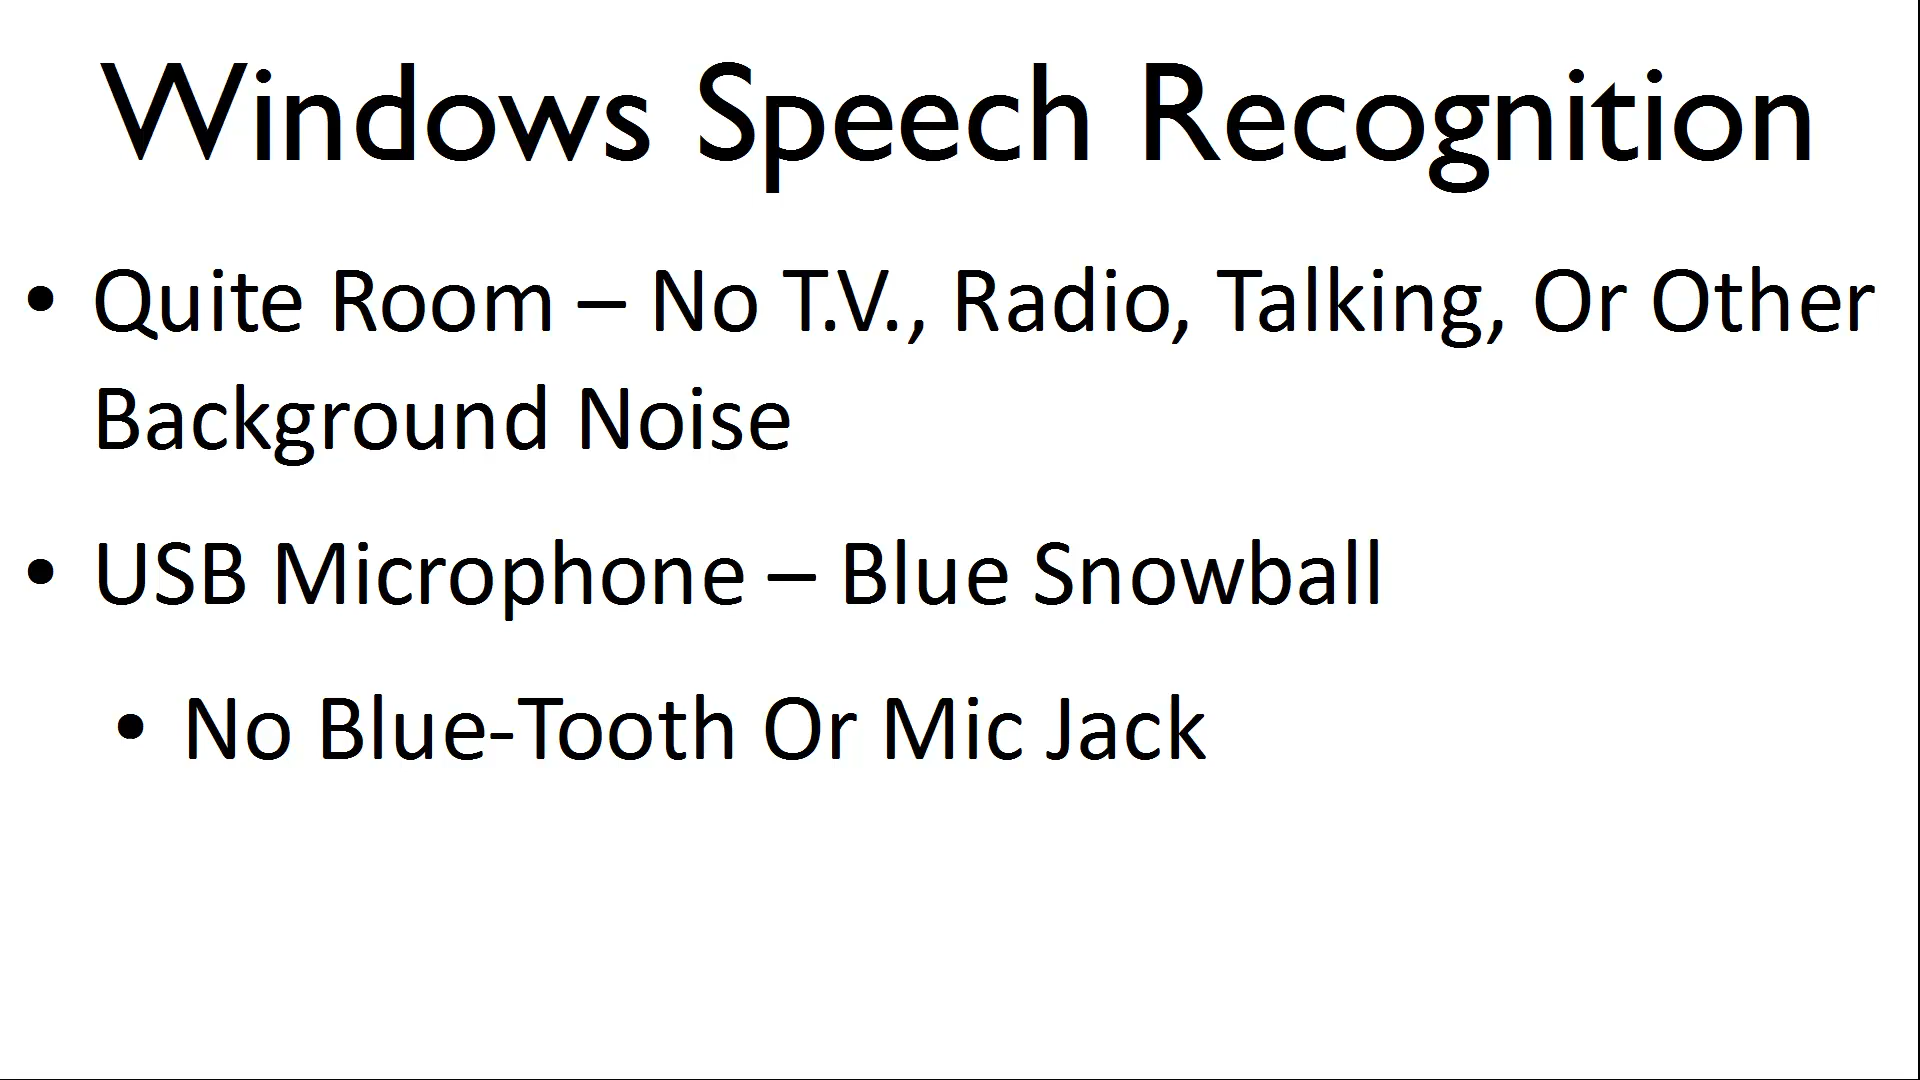 Windows Speech Recognition
• Quite Room – No T.V., Radio, Talking, Or Other
Background Noise
• USB Microphone – Blue Snowball
• No Blue-Tooth Or Mic Jack